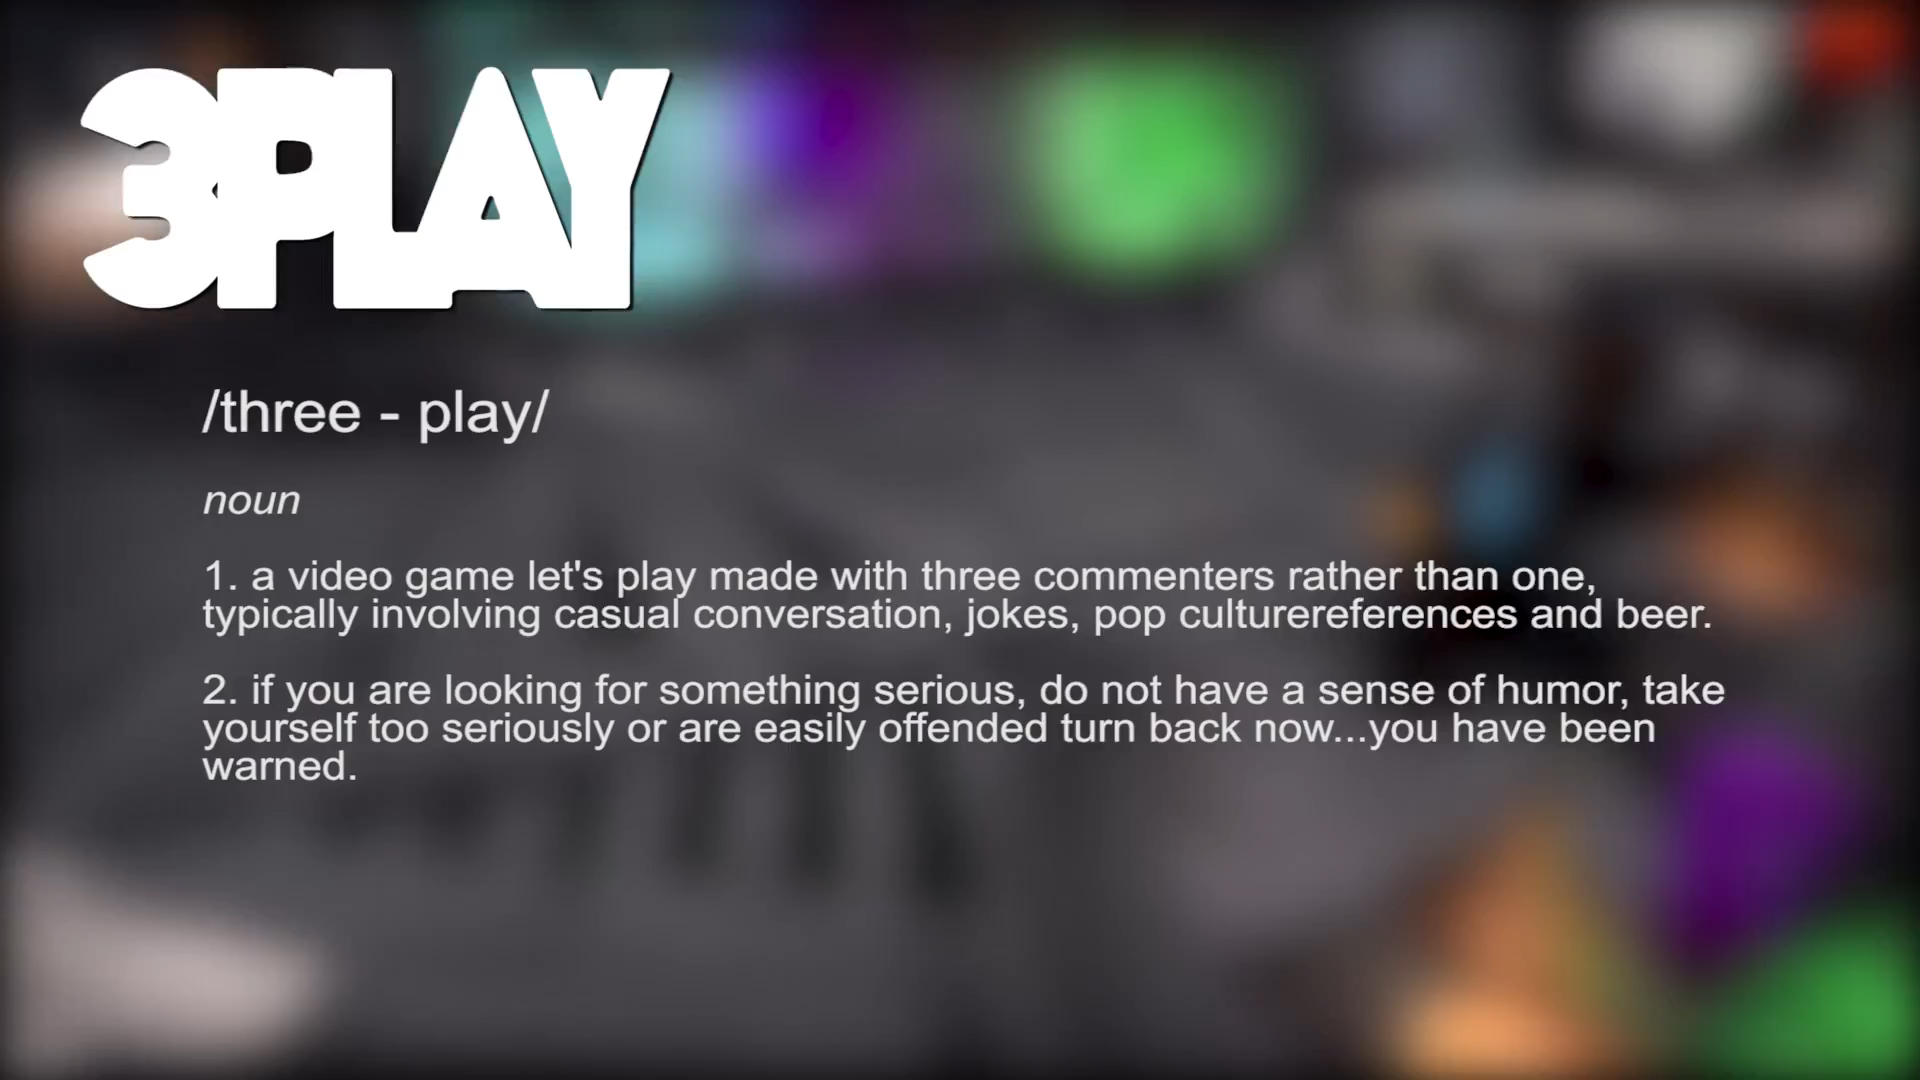 3PLAY
/three - play/
noun
1. a video game let's play made with three commenters rather than one,
typically involving casual conversation, jokes, pop culturereferences and beer.
2. if you are looking for something serious, do not have a sense of humor, take
yourself too seriously or are easily offended turn back now...you have been
warned.